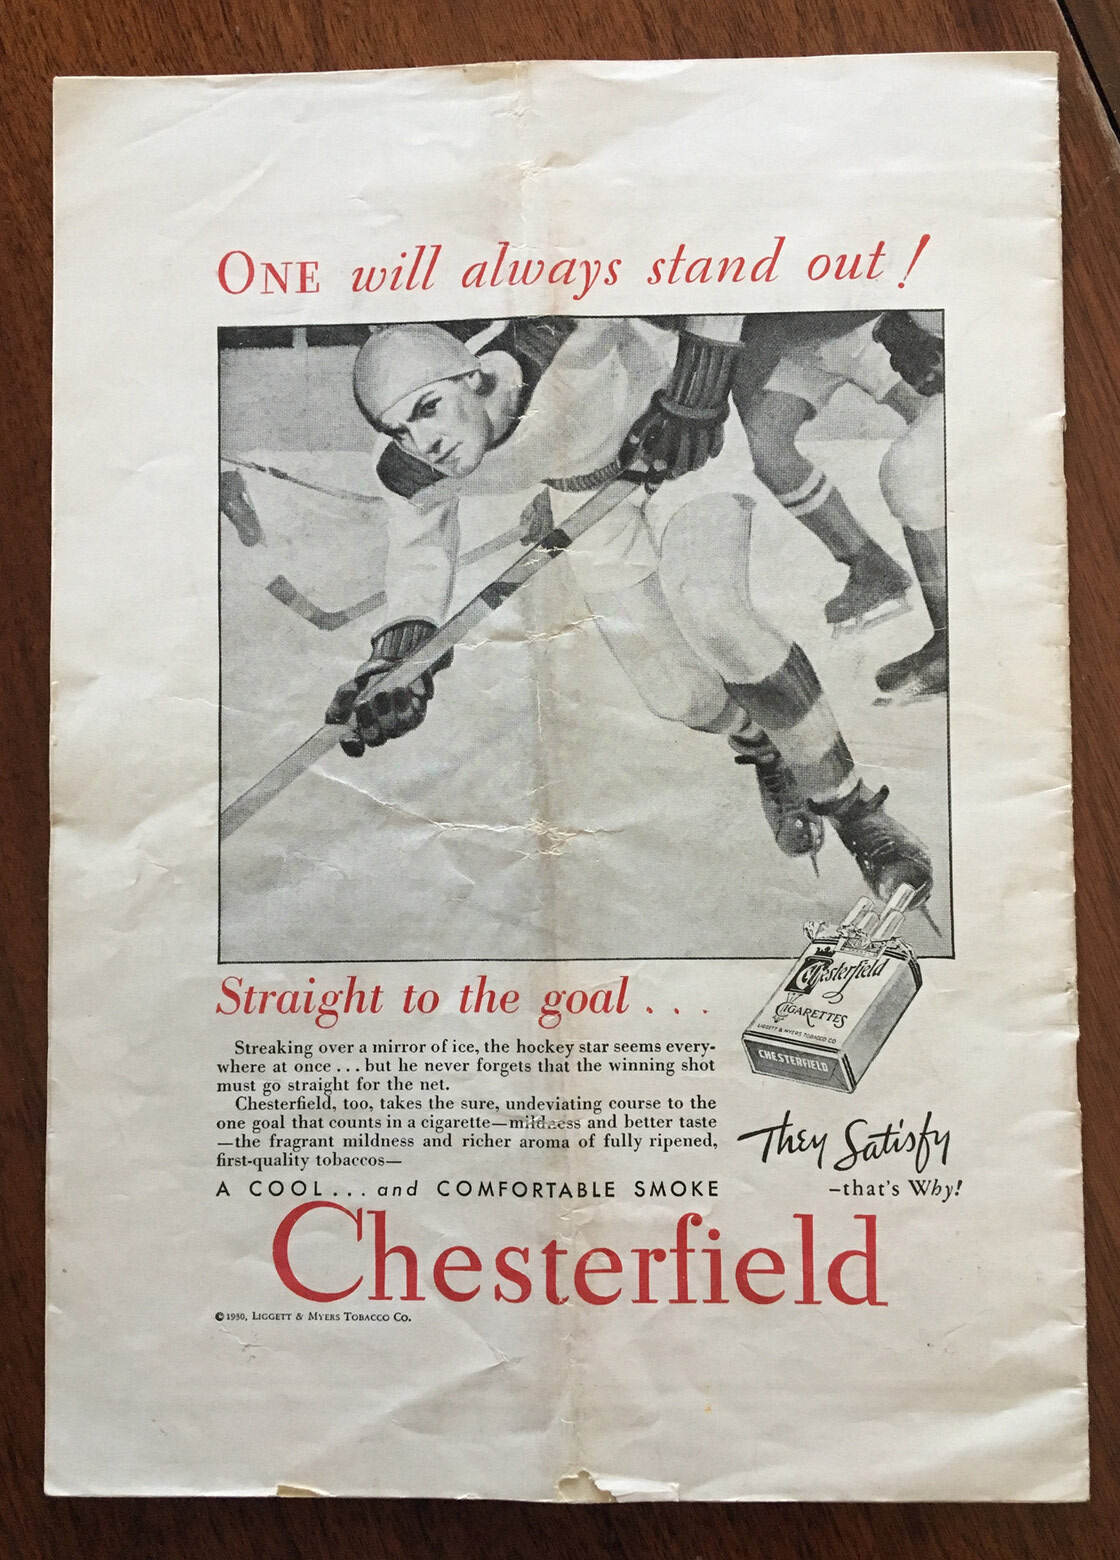 ONE will always stand out!
Straight to the goal...
Streaking over a mirror of ice, the hockey star seems every-
where at once...but he never forgets that the winning shot
must go straight for the net.
Chesterfield, too, takes the sure, undeviating course to the
one goal that counts in a cigarette—mildness and better taste
—the fragrant mildness and richer aroma of fully ripened,
first-quality tobaccos—
A COOL...and COMFORTABLE SMOKE
Chesterfield
CIGARETTES
LIGGETT & MYERS TOBACCO CO
CHESTERFIELD
They Satisfy
—that's Why!
Chesterfield
© 1930, LIGGETT & MYERS TOBACCO CO.